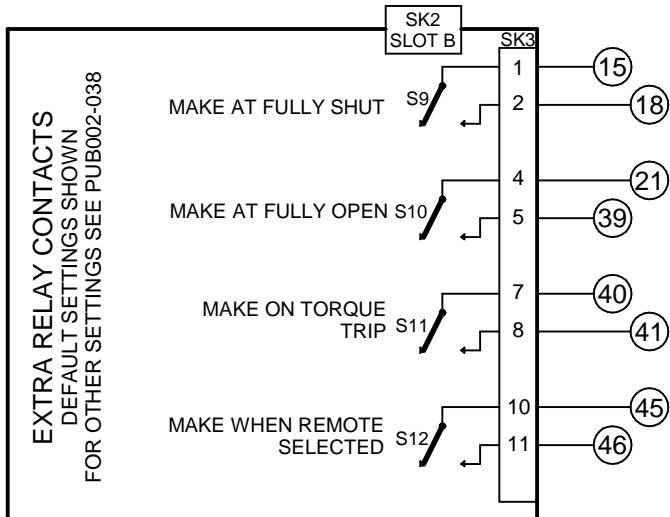 SK2
SLOT B
SK3
EXTRA RELAY CONTACTS
DEFAULT SETTINGS SHOWN
FOR OTHER SETTINGS SEE PUB002-038
MAKE AT FULLY SHUT S9 1 15
2 18
MAKE AT FULLY OPEN S10 4 21
5 39
MAKE ON TORQUE
TRIP S11 7 40
8 41
MAKE WHEN REMOTE
SELECTED S12 10 45
11 46